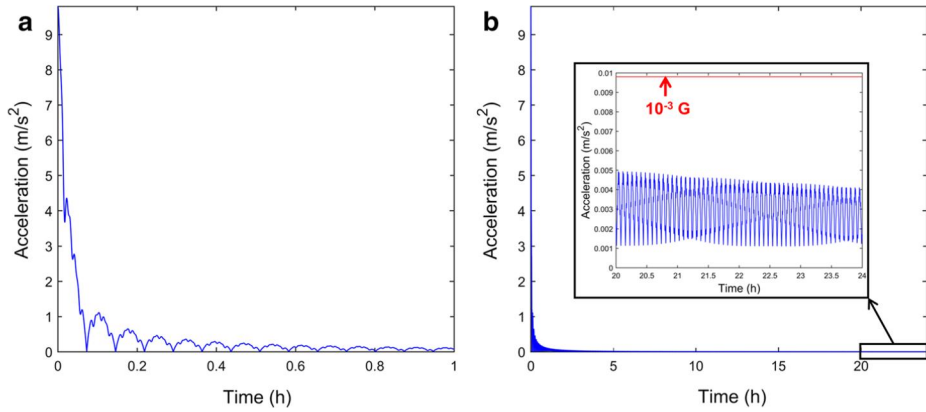 a
Acceleration (m/s²)
9
8
7
6
5
4
3
2
1
0
0 0.2 0.4 0.6 0.8 1
Time (h)
b
Acceleration (m/s²)
9
8
7
6
5
4
3
2
1
0
0 5 10 15 20
Time (h)
Acceleration (m/s²)
0.01
0.009
0.008
0.007
0.006
0.005
0.004
0.003
0.002
0.001
0
10⁻³ G
20 20.5 21 21.5 22 22.5 23 23.5 24
Time (h)